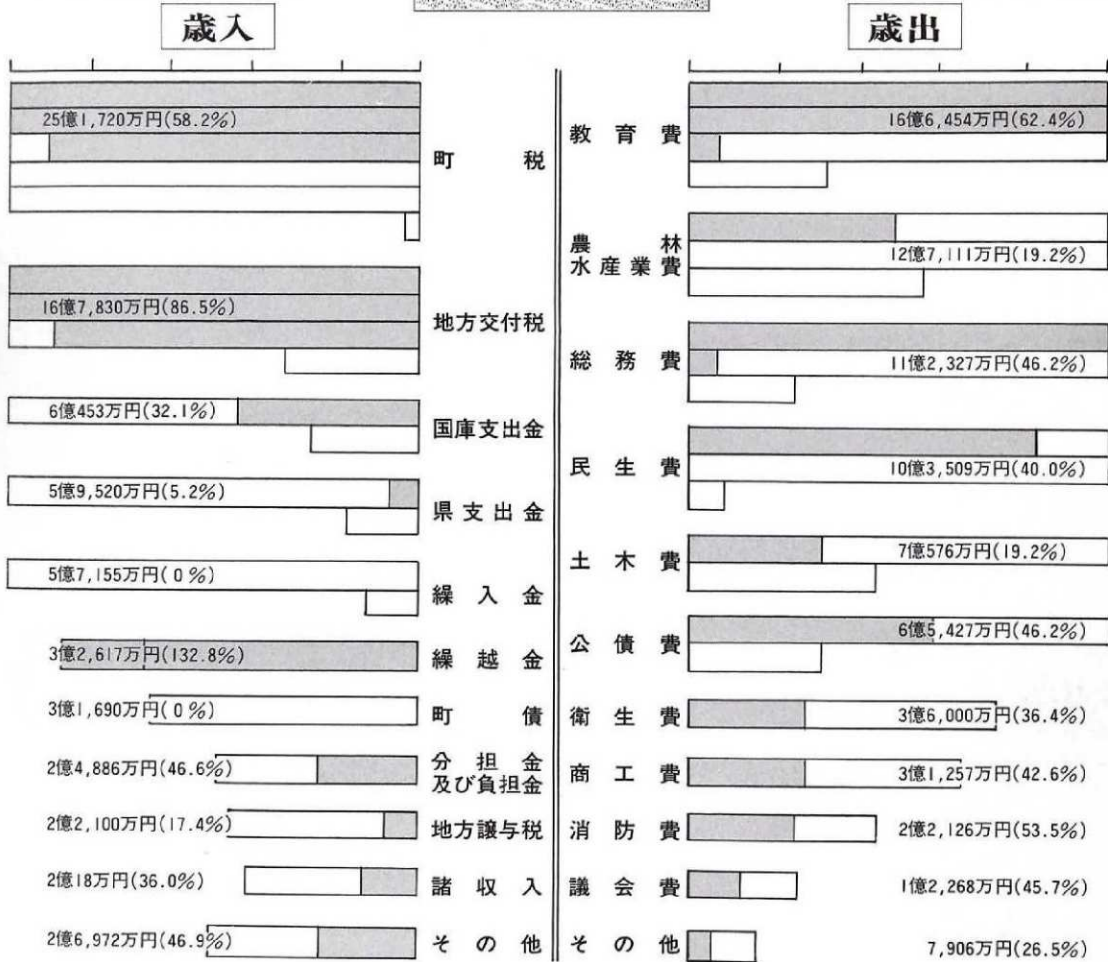 歳入
25億1,720万円(58.2%)
町税
16億7,830万円(86.5%)
地方交付税
6億453万円(32.1%)
国庫支出金
5億9,520万円(5.2%)
県支出金
5億7,155万円(0%)
繰入金
3億2,617万円(132.8%)
繰越金
3億1,690万円(0%)
町債
2億4,886万円(46.6%)
分担金
及び負担金
2億2,100万円(17.4%)
地方譲与税
2億18万円(36.0%)
諸収入
2億6,972万円(46.9%)
その他
歳出
教育費
16億6,454万円(62.4%)
農林
水産業費
12億7,111万円(19.2%)
総務費
11億2,327万円(46.2%)
民生費
10億3,509万円(40.0%)
土木費
7億576万円(19.2%)
公債費
6億5,427万円(46.2%)
衛生費
3億6,000万円(36.4%)
商工費
3億1,257万円(42.6%)
消防費
2億2,126万円(53.5%)
議会費
1億2,268万円(45.7%)
その他
7,906万円(26.5%)